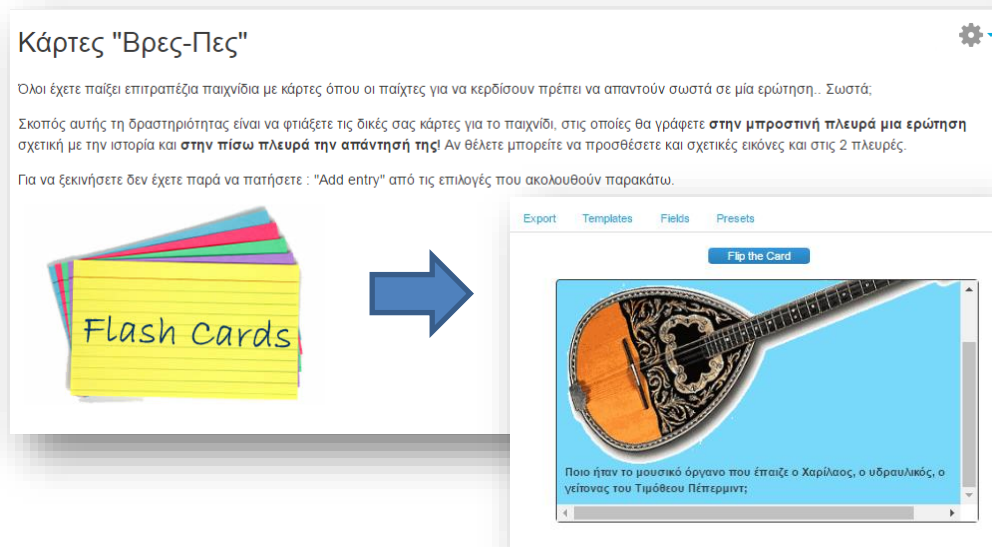 Κάρτες "Βρες-Πες"
Όλοι έχετε παίξει επιτραπέζια παιχνίδια με κάρτες όπου οι παίχτες για να κερδίσουν πρέπει να απαντούν σωστά σε μία ερώτηση.. Σωστά;
Σκοπός αυτής τη δραστηριότητας είναι να φτιάξετε τις δικές σας κάρτες για το παιχνίδι, στις οποίες θα γράφετε στην μπροστινή πλευρά μια ερώτηση
σχετική με την ιστορία και στην πίσω πλευρά την απάντησή της! Αν θέλετε μπορείτε να προσθέσετε και σχετικές εικόνες και στις 2 πλευρές.
Για να ξεκινήσετε δεν έχετε παρά να πατήσετε : "Add entry" από τις επιλογές που ακολουθούν παρακάτω.
Flash Cards
Export Templates Fields Presets
Flip the Card
Ποιο ήταν το μουσικό όργανο που έπαιζε ο Χαρίλαος, ο υδραυλικός, ο
γείτονας του Τιμόθεου Πέπερμιντ;